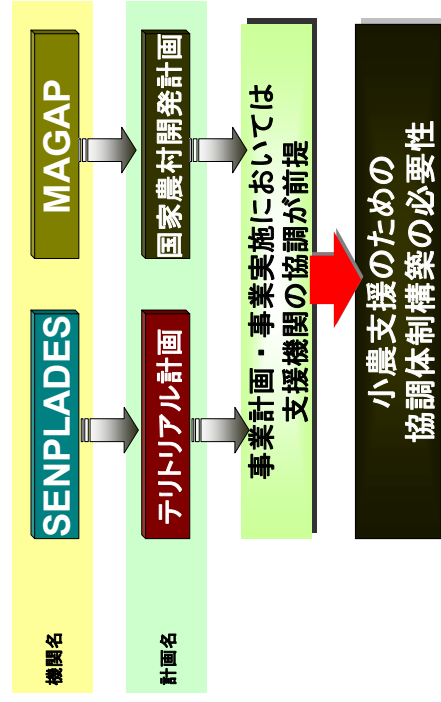 機関名
SENPLADES
MAGAP
計画名
テリトリアル計画
国家農村開発計画
事業計画・事業実施においては
支援機関の協調が前提
小農支援のための
協調体制構築の必要性